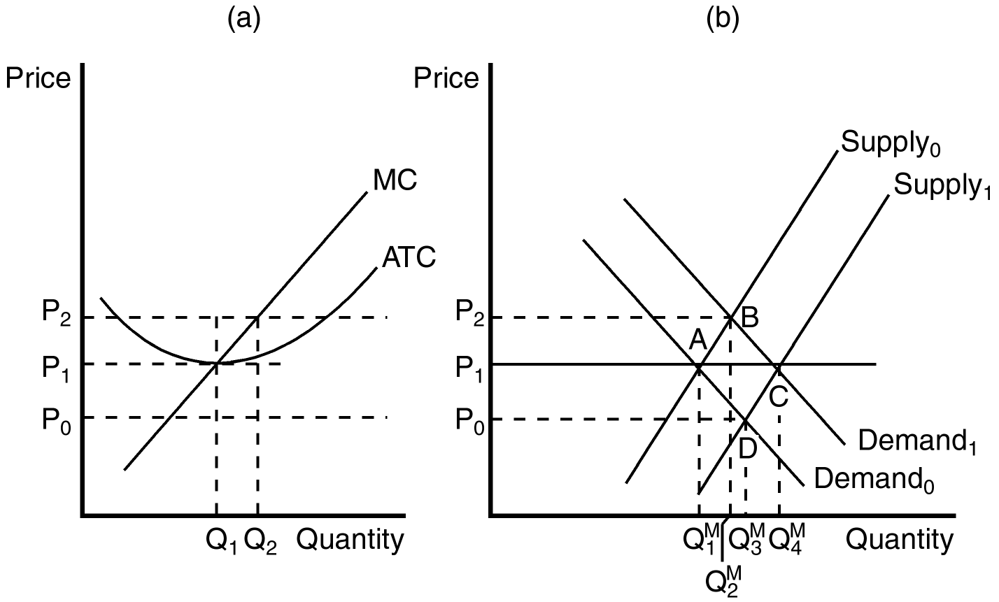 (a)
Price
MC
ATC
P₂
P₁
P₀
Q₁ Q₂ Quantity
(b)
Price
Supply₀
Supply₁
P₂
B
A
P₁
C
P₀
D
Demand₁
Demand₀
Q₁ᴹ Q₃ᴹ Q₄ᴹ Quantity
Q₂ᴹ